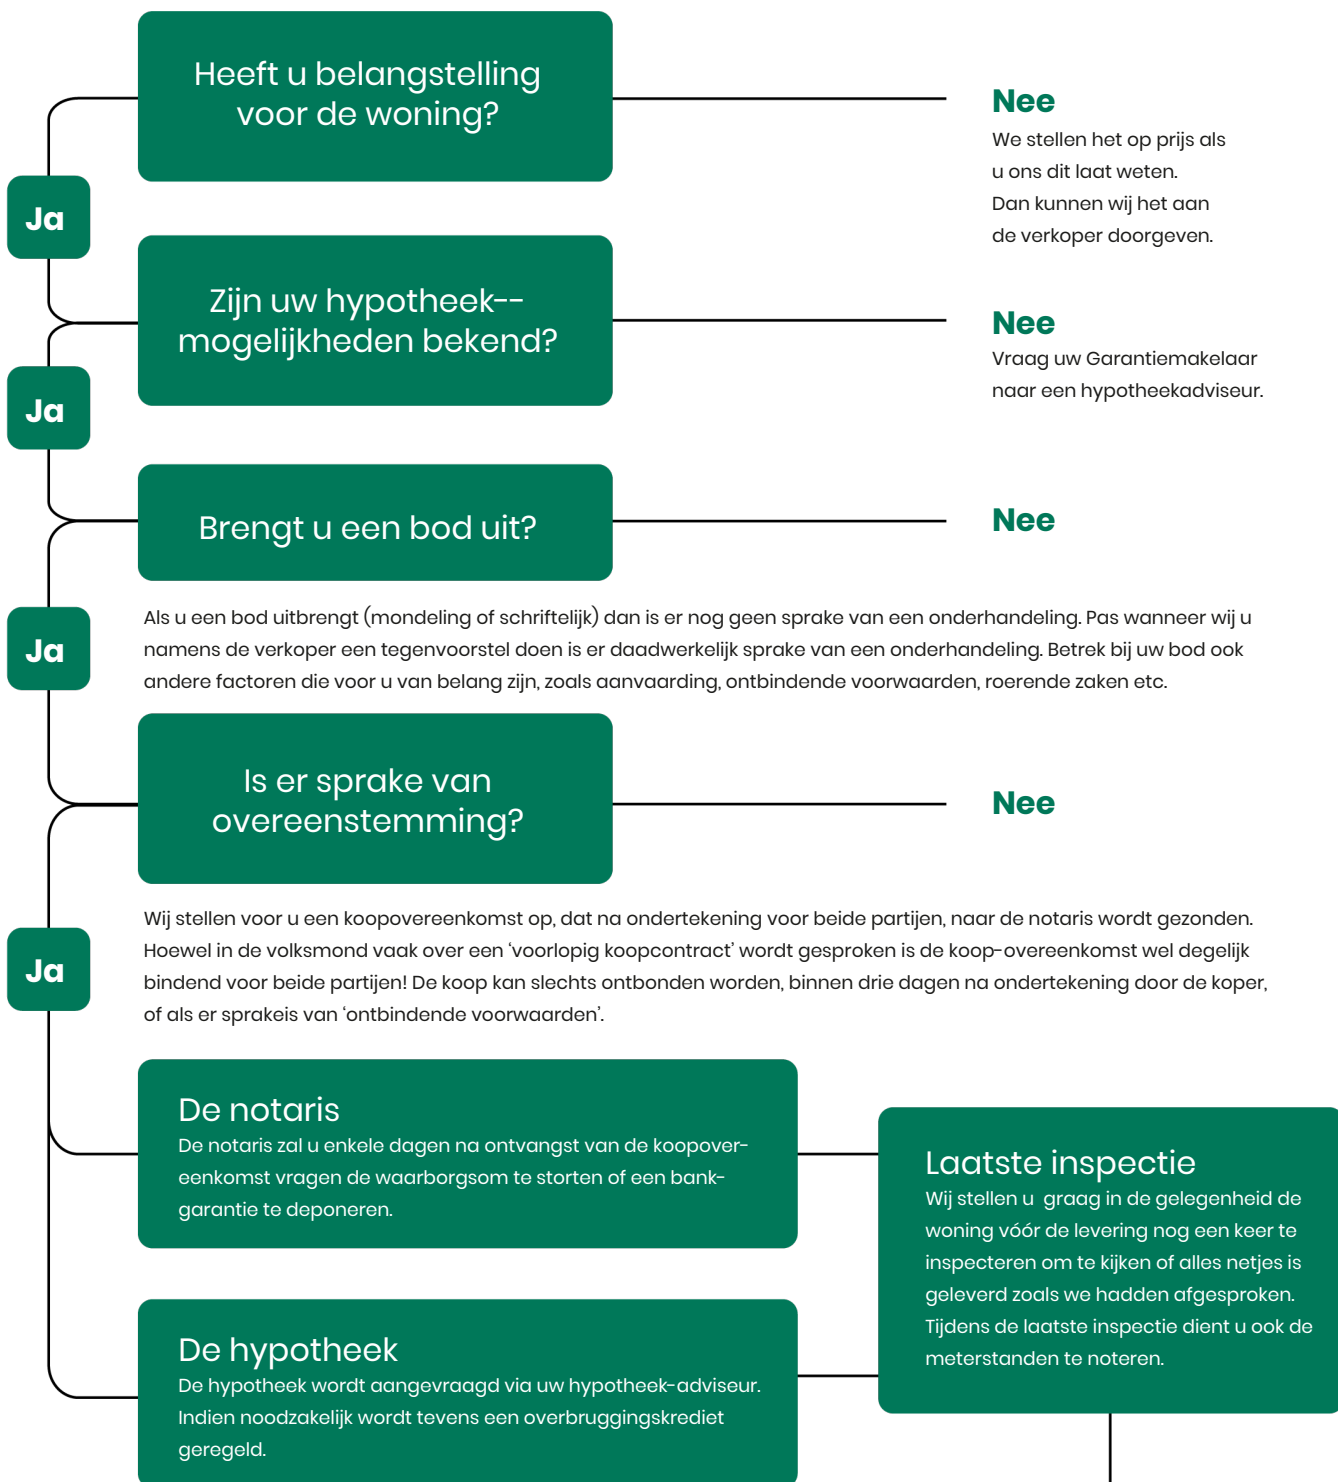 Heeft u belangstelling
voor de woning?
Nee
We stellen het op prijs als
u ons dit laat weten.
Dan kunnen wij het aan
de verkoper doorgeven.
Ja
Zijn uw hypotheek--
mogelijkheden bekend?
Nee
Vraag uw Garantiemakelaar
naar een hypotheekadviseur.
Ja
Brengt u een bod uit?
Nee
Ja
Als u een bod uitbrengt (mondeling of schriftelijk) dan is er nog geen sprake van een onderhandeling. Pas wanneer wij u
namens de verkoper een tegenvoorstel doen is er daadwerkelijk sprake van een onderhandeling. Betrek bij uw bod ook
andere factoren die voor u van belang zijn, zoals aanvaarding, ontbindende voorwaarden, roerende zaken etc.
Is er sprake van
overeenstemming?
Nee
Ja
Wij stellen voor u een koopovereenkomst op, dat na ondertekening voor beide partijen, naar de notaris wordt gezonden.
Hoewel in de volksmond vaak over een ‘voorlopig koopcontract’ wordt gesproken is de koop-overeenkomst wel degelijk
bindend voor beide partijen! De koop kan slechts ontbonden worden, binnen drie dagen na ondertekening door de koper,
of als er sprakeis van ‘ontbindende voorwaarden’.
De notaris
De notaris zal u enkele dagen na ontvangst van de koopover-
eenkomst vragen de waarborgsom te storten of een bank-
garantie te deponeren.
Laatste inspectie
Wij stellen u  graag in de gelegenheid de
woning vóór de levering nog een keer te
inspecteren om te kijken of alles netjes is
geleverd zoals we hadden afgesproken.
Tijdens de laatste inspectie dient u ook de
meterstanden te noteren.
De hypotheek
De hypotheek wordt aangevraagd via uw hypotheek-adviseur.
Indien noodzakelijk wordt tevens een overbruggingskrediet
geregeld.